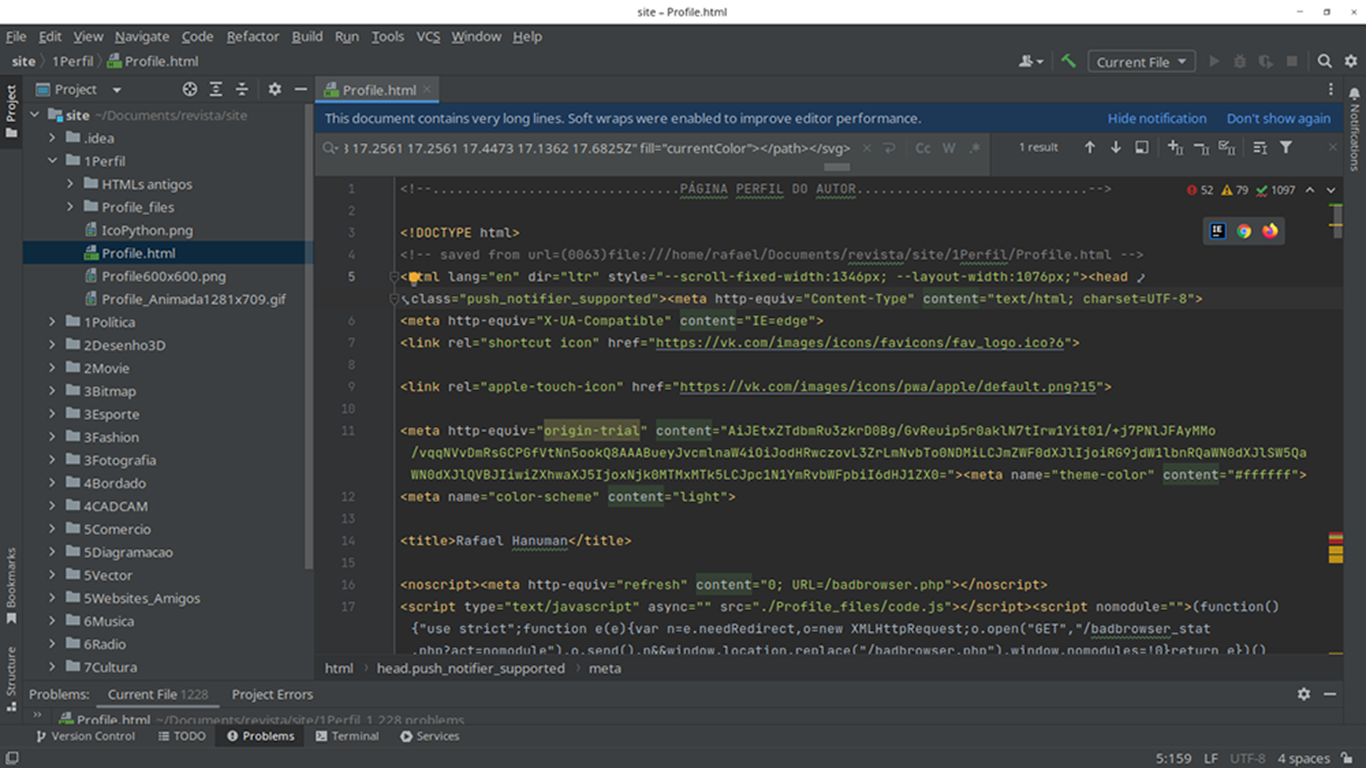 site – Profile.html
File Edit View Navigate Code Refactor Build Run Tools VCS Window Help
site 1Perfil Profile.html
Current File
Project
Project
Profile.html
Notifications
site ~/Documents/revista/site
.idea
1Perfil
HTMLs antigos
Profile_files
IcoPython.png
Profile.html
Profile600x600.png
Profile_Animada1281x709.gif
1Política
2Desenho3D
2Movie
3Bitmap
3Esporte
3Fashion
3Fotografia
4Bordado
4CADCAM
5Comercio
5Diagramacao
5Vector
5Websites_Amigos
6Musica
6Radio
7Cultura
Bookmarks
Structure
This document contains very long lines. Soft wraps were enabled to improve editor performance. Hide notification Don't show again
3 17.2561 17.2561 17.4473 17.1362 17.6825Z" fill="currentColor"></path></svg> Cc W .* 1 result
52 79 1097
1 <!--...............................PÁGINA PERFIL DO AUTOR.............................-->
2
3 <!DOCTYPE html>
4 <!-- saved from url=(0063)file:///home/rafael/Documents/revista/site/1Perfil/Profile.html -->
5 <html lang="en" dir="ltr" style="--scroll-fixed-width:1346px; --layout-width:1076px;"><head
class="push_notifier_supported"><meta http-equiv="Content-Type" content="text/html; charset=UTF-8">
6 <meta http-equiv="X-UA-Compatible" content="IE=edge">
7 <link rel="shortcut icon" href="https://vk.com/images/icons/favicons/fav_logo.ico?6">
8
9 <link rel="apple-touch-icon" href="https://vk.com/images/icons/pwa/apple/default.png?15">
10
11 <meta http-equiv="origin-trial" content="AiJEtxZTdbmRu3zkrD0Bg/GvReuip5r0aklN7tIrw1Yit01/+j7PNlJFAyMMo
/vqqNVvDmRsGCPGfVtNn5ookQ8AAABueyJvcmlnaW4iOiJodHRwczovL3ZrLmNvbTo0NDMiLCJmZWF0dXJlIjoiRG9jdW1lbnRQaWN0dXJlSW5Qa
WN0dXJlQVBJIiwiZXhwaXJ5IjoxNjk0MTMxMTk5LCJpc1N1YmRvbWFpbiI6dHJ1ZX0="><meta name="theme-color" content="#ffffff">
12 <meta name="color-scheme" content="light">
13
14 <title>Rafael Hanuman</title>
15
16 <noscript><meta http-equiv="refresh" content="0; URL=/badbrowser.php"></noscript>
17 <script type="text/javascript" async="" src="./Profile_files/code.js"></script><script nomodule="">(function()
{"use strict";function e(e){var n=e.needRedirect,o=new XMLHttpRequest;o.open("GET","/badbrowser_stat
.php?act=nomodule"),o.send(),n&&window.location.replace("/badbrowser.php"),window.nomodules=!0}return e})()
html head.push_notifier_supported meta
Problems: Current File 1228 Project Errors
Profile.html ~/Documents/revista/site/1Perfil 1 228 problems
Version Control TODO Problems Terminal Services
5:159 LF UTF-8 4 spaces